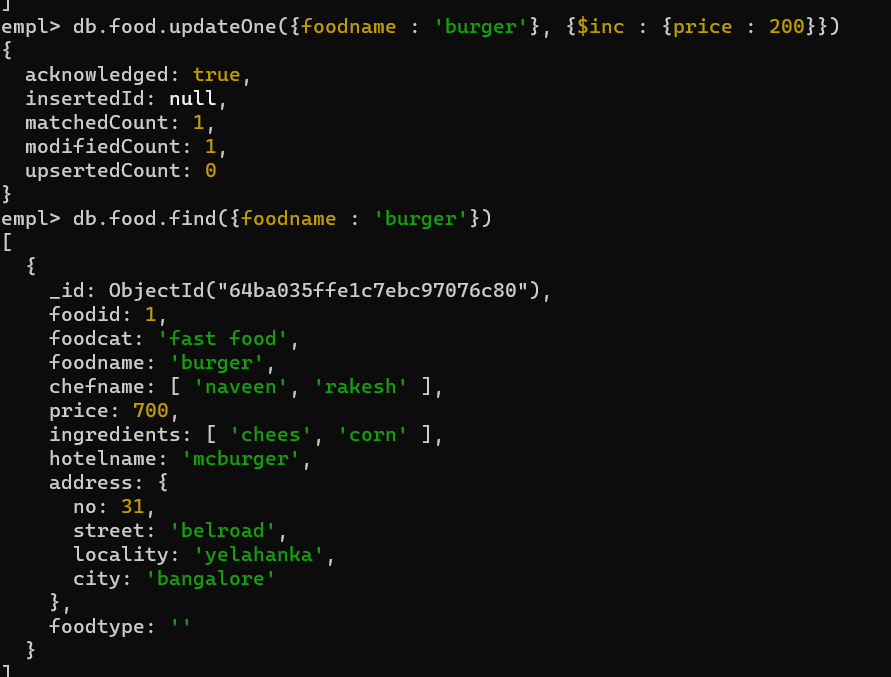 ]
empl> db.food.updateOne({foodname : 'burger'}, {$inc : {price : 200}})
{
  acknowledged: true,
  insertedId: null,
  matchedCount: 1,
  modifiedCount: 1,
  upsertedCount: 0
}
empl> db.food.find({foodname : 'burger'})
[
  {
    _id: ObjectId("64ba035ffe1c7ebc97076c80"),
    foodid: 1,
    foodcat: 'fast food',
    foodname: 'burger',
    chefname: [ 'naveen', 'rakesh' ],
    price: 700,
    ingredients: [ 'chees', 'corn' ],
    hotelname: 'mcburger',
    address: {
      no: 31,
      street: 'belroad',
      locality: 'yelahanka',
      city: 'bangalore'
    },
    foodtype: ''
  }
]